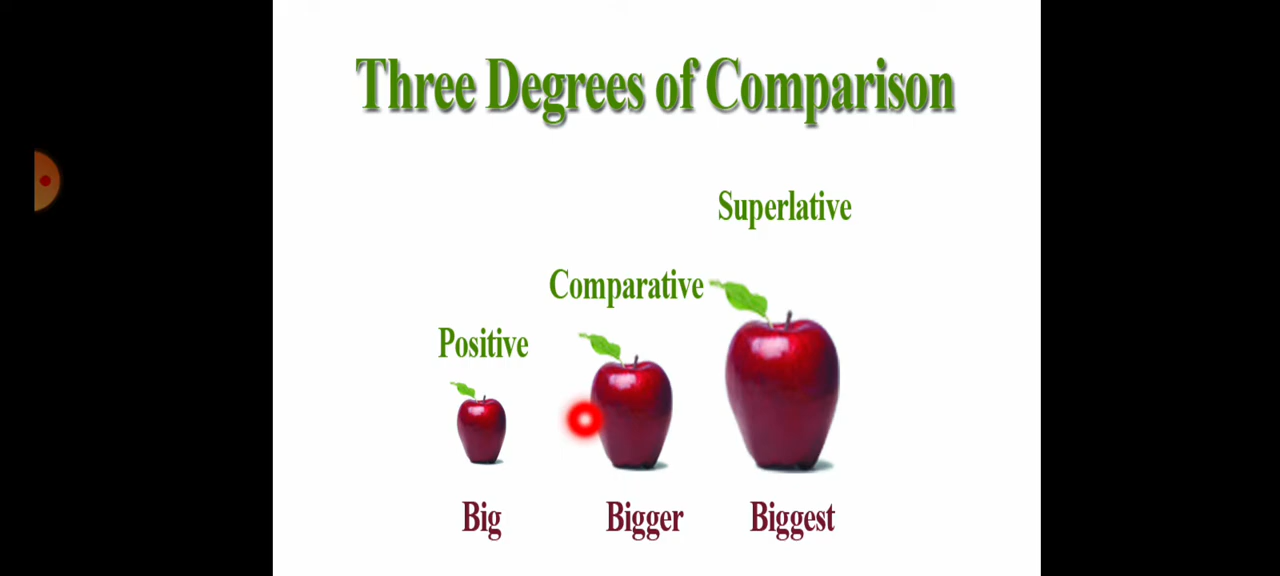 Three Degrees of Comparison
Superlative
Comparative
Positive
Big Bigger Biggest